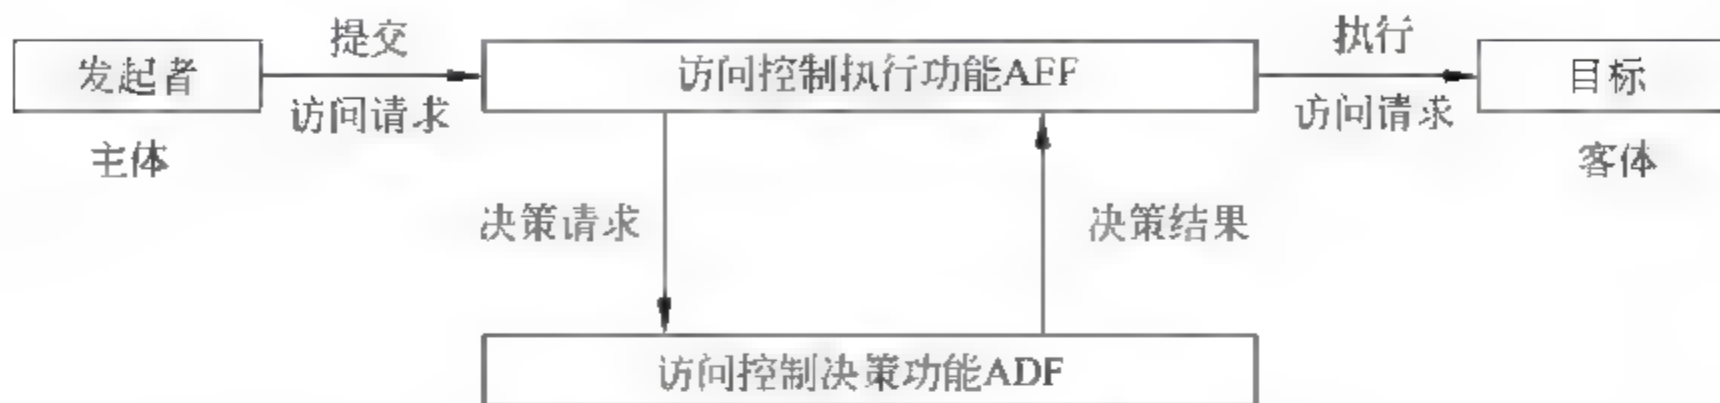 提交
执行
发起者
访问控制执行功能AEF
目标
访问请求
访问请求
主体
客体
决策请求
决策结果
访问控制决策功能ADF